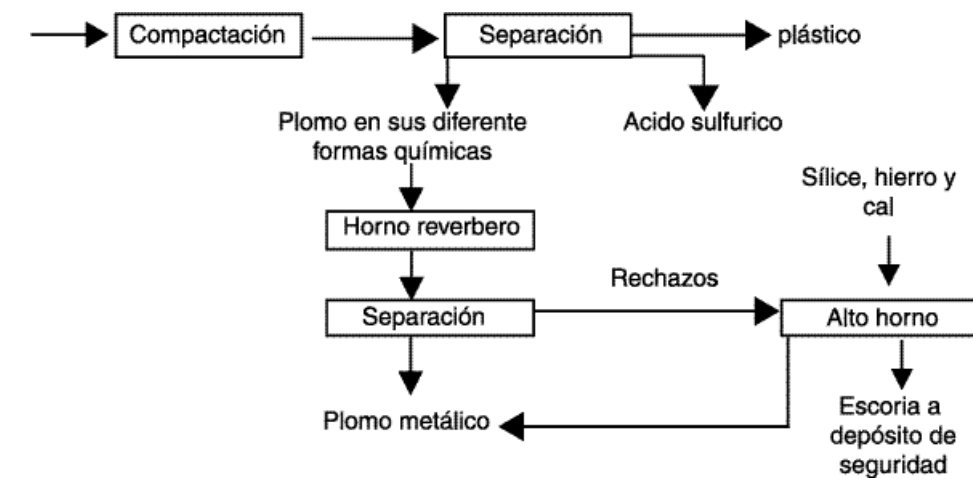 Compactación
Separación
plástico
Plomo en sus diferente
formas químicas
Acido sulfurico
Sílice, hierro y
cal
Horno reverbero
Rechazos
Separación
Alto horno
Plomo metálico
Escoria a
depósito de
seguridad